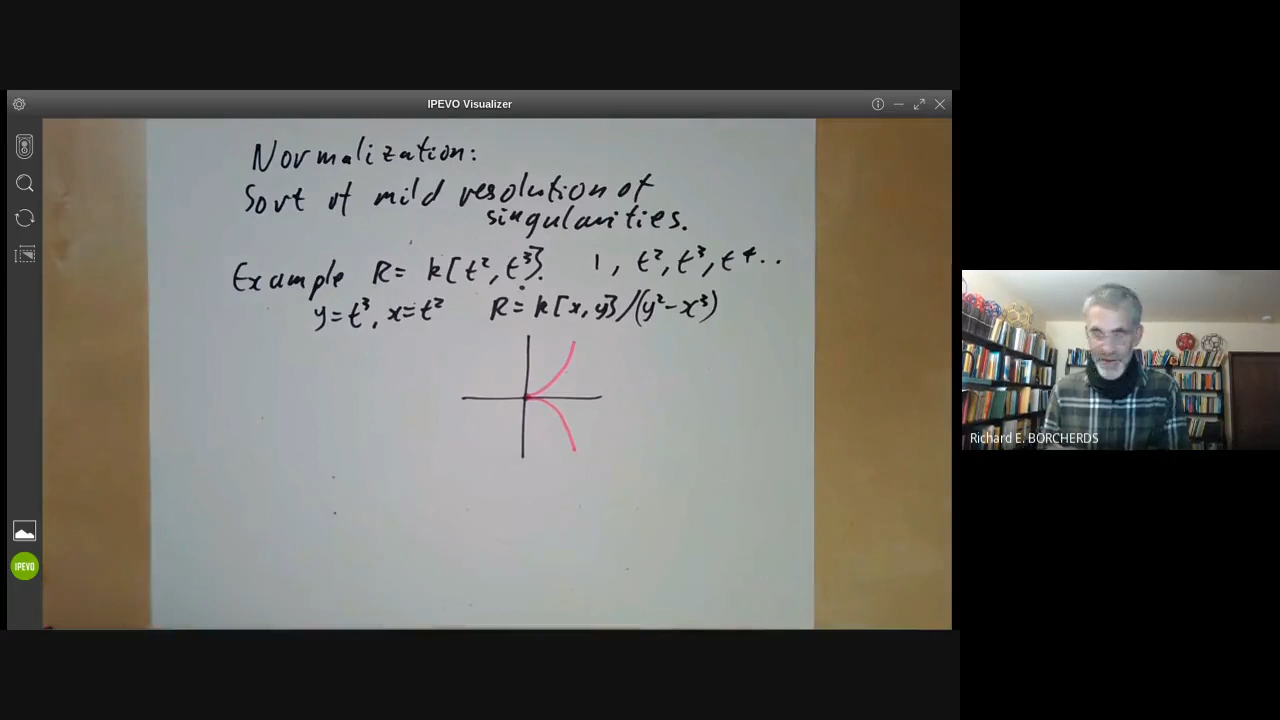 IPEVO Visualizer
Normalization:
Sort of mild resolution of
singularities.
Example R = k[t², t³]. 1, t², t³, t⁴..
y=t³, x=t² R = k[x,y]/(y²-x³)
Richard E. BORCHERDS
IPEVO